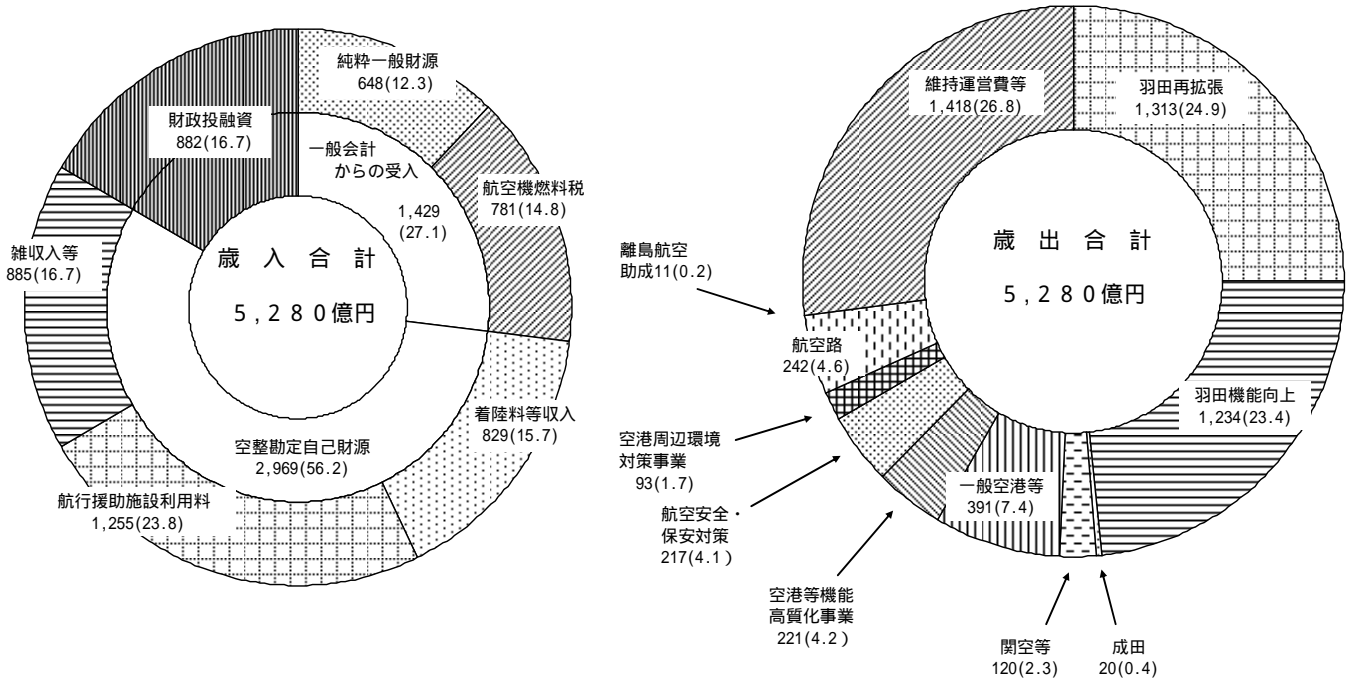 純粋一般財源
648(12.3)
財政投融資
882(16.7)
一般会計
からの受入
1,429
(27.1)
航空機燃料税
781(14.8)
雑収入等
885(16.7)
歳入合計
5,280億円
着陸料等収入
829(15.7)
空整勘定自己財源
2,969(56.2)
航行援助施設利用料
1,255(23.8)
維持運営費等
1,418(26.8)
羽田再拡張
1,313(24.9)
歳出合計
5,280億円
離島航空
助成11(0.2)
航空路
242(4.6)
羽田機能向上
1,234(23.4)
空港周辺環境
対策事業
93(1.7)
航空安全・
保安対策
217(4.1)
一般空港等
391(7.4)
空港等機能
高質化事業
221(4.2)
関空等
120(2.3)
成田
20(0.4)